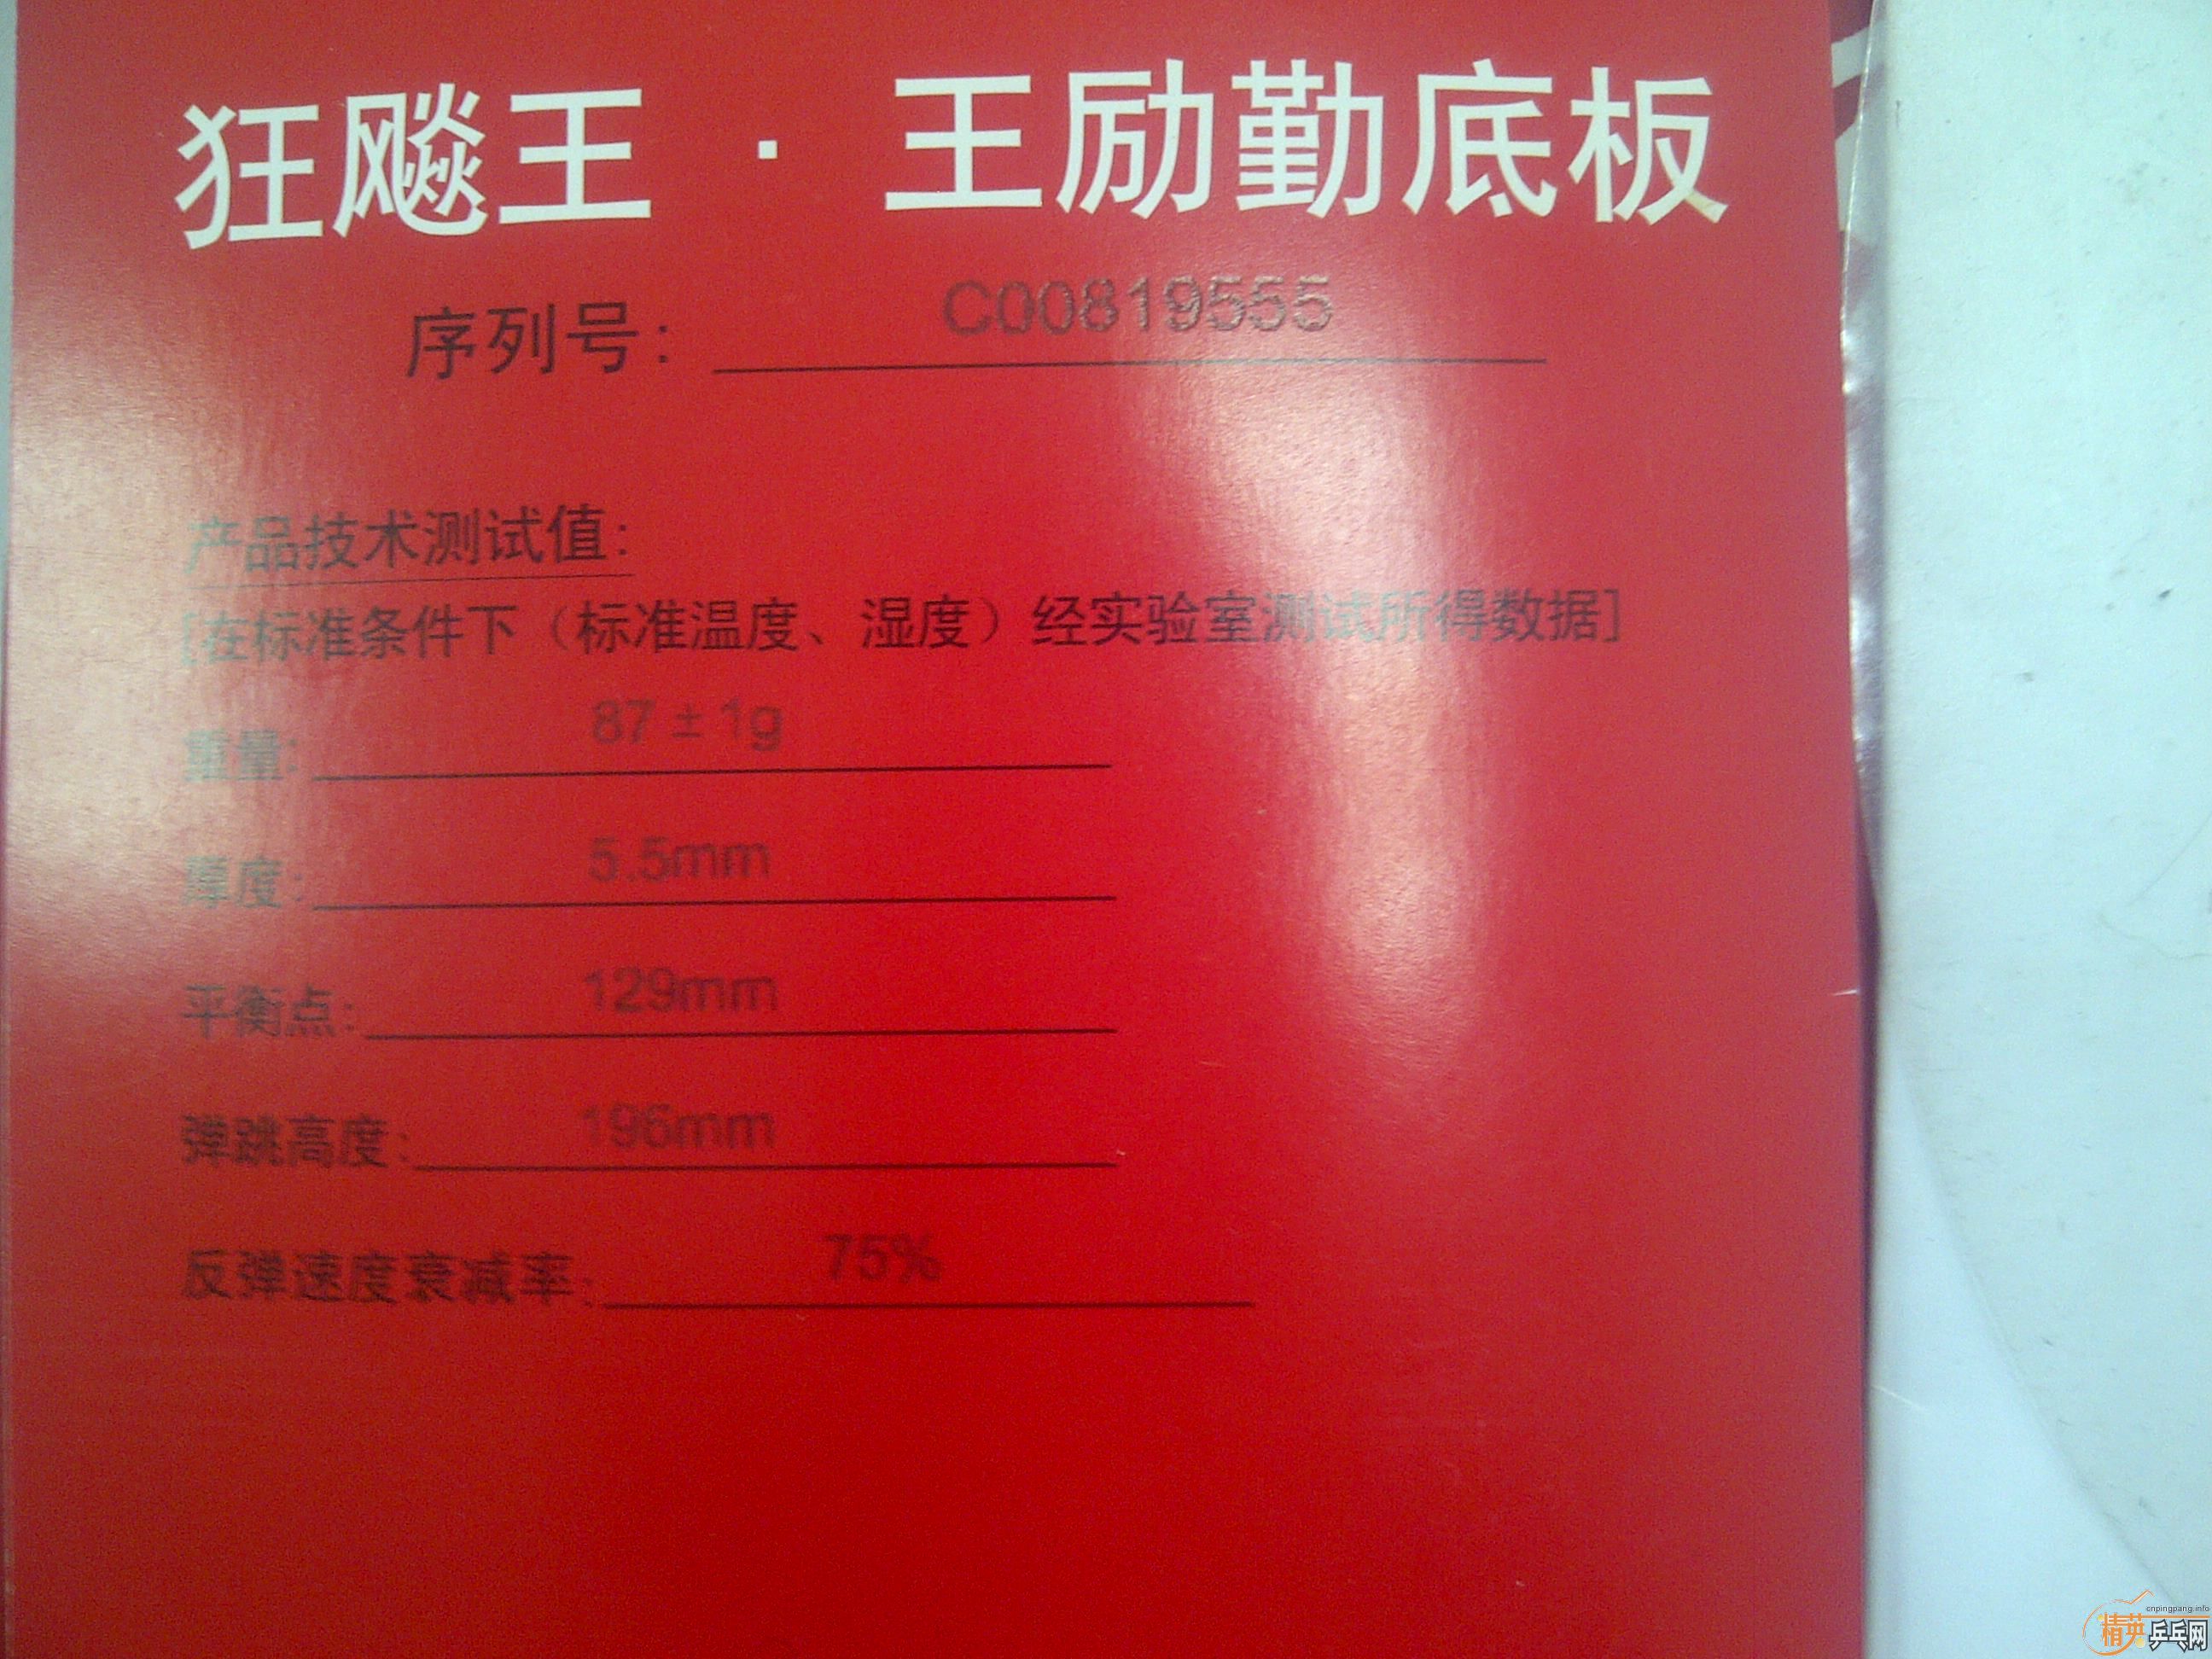 狂飚王 · 王励勤底板
序列号: C00819555
产品技术测试值:
[在标准条件下（标准温度、湿度）经实验室测试所得数据]
重量: 87±1g
厚度: 5.5mm
平衡点: 129mm
弹跳高度: 196mm
反弹速度衰减率: 75%
cnpingpang.info
精英乒乓网